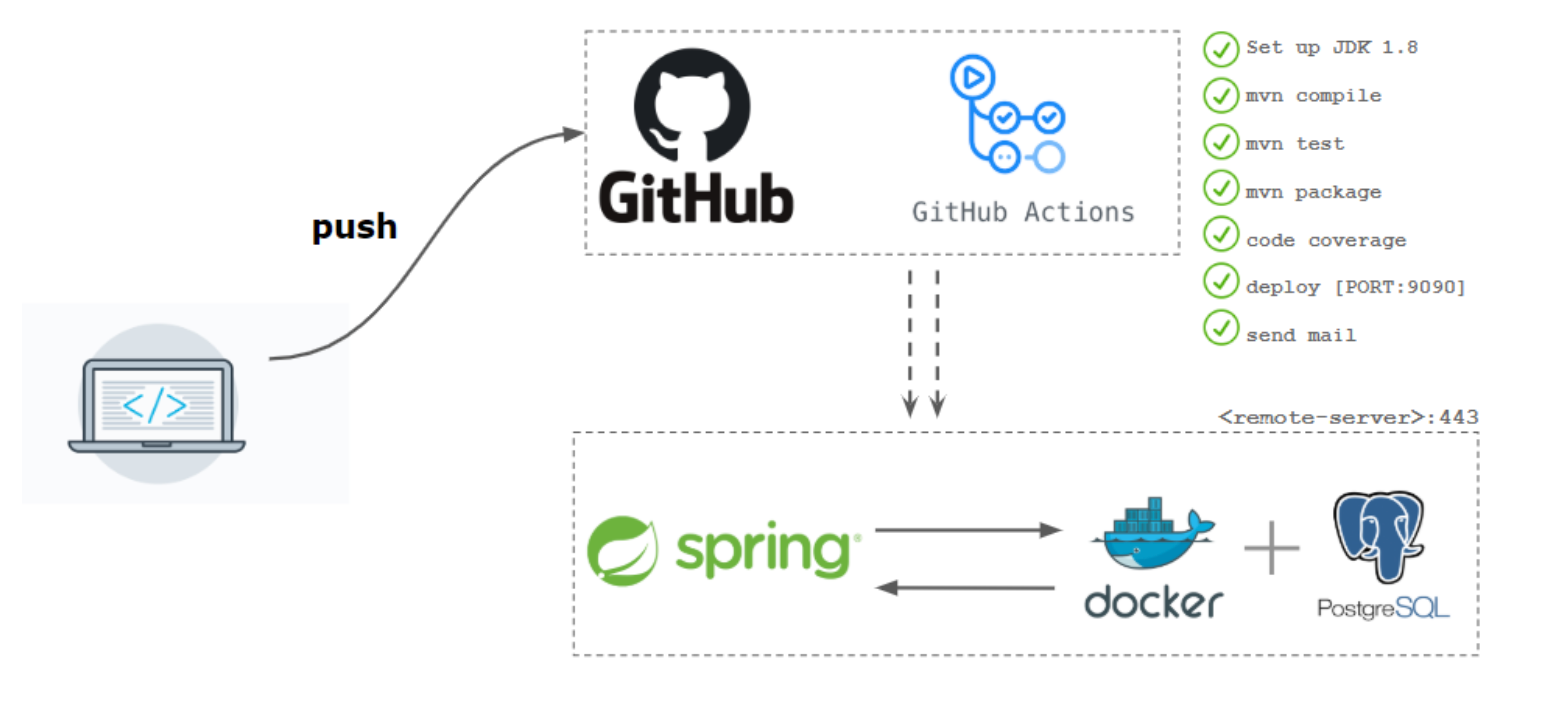 GitHub
GitHub Actions
Set up JDK 1.8
mvn compile
mvn test
mvn package
code coverage
deploy [PORT:9090]
send mail
push
</>
<remote-server>:443
spring®
docker
PostgreSQL